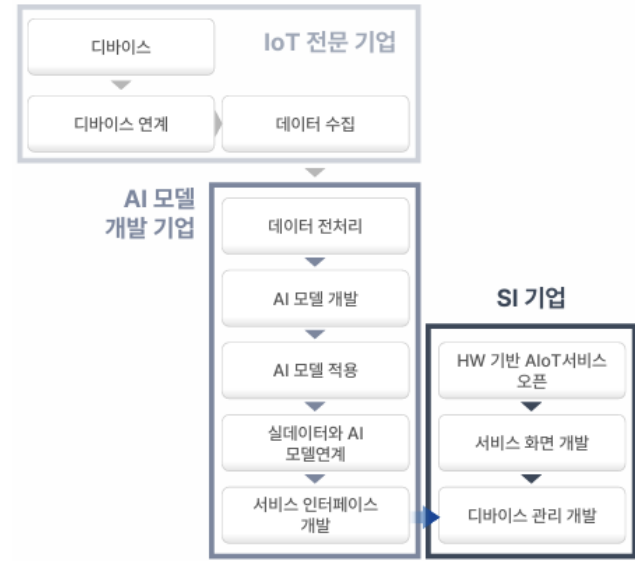 IoT 전문 기업
디바이스
디바이스 연계
데이터 수집
AI 모델
개발 기업
데이터 전처리
AI 모델 개발
AI 모델 적용
실데이터와 AI
모델연계
서비스 인터페이스
개발
SI 기업
HW 기반 AIoT서비스
오픈
서비스 화면 개발
디바이스 관리 개발